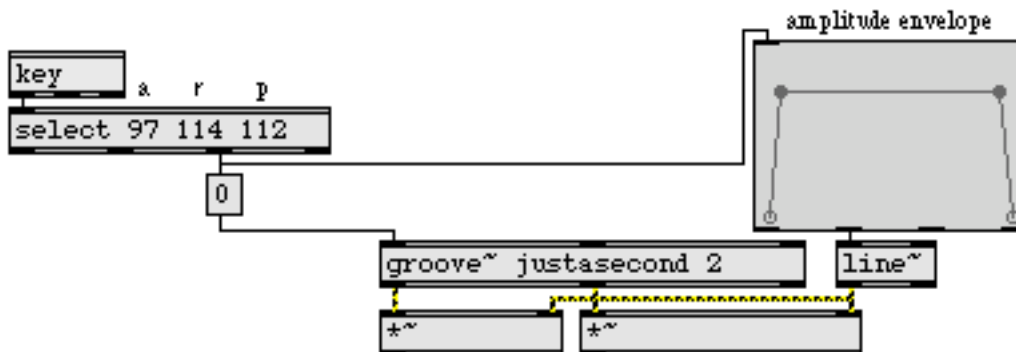 amplitude envelope
key
a r p
select 97 114 112
0
groove~ justasecond 2
line~
*~
*~